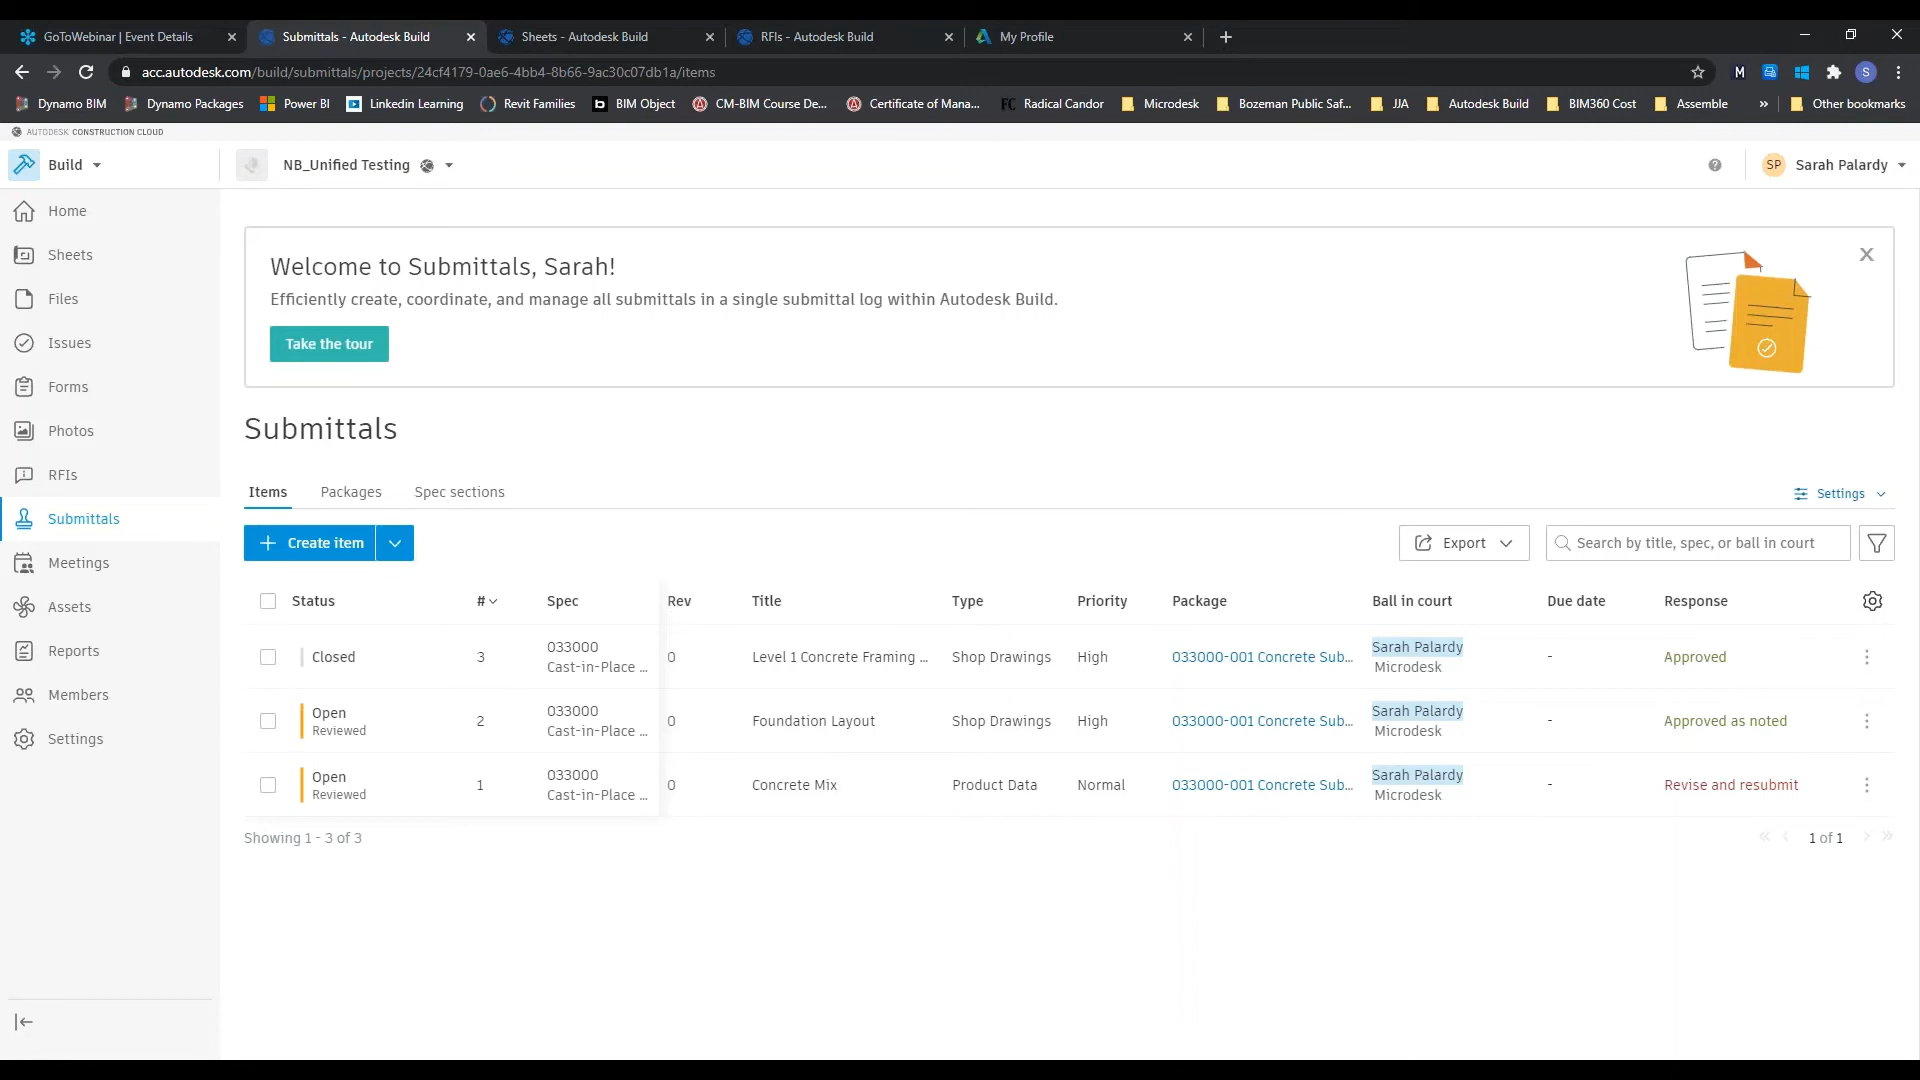 GoToWebinar | Event Details
Submittals - Autodesk Build
Sheets - Autodesk Build
RFIs - Autodesk Build
My Profile
acc.autodesk.com/build/submittals/projects/24cf4179-0ae6-4bb4-8b66-9ac30c07db1a/items
M
S
Dynamo BIM
Dynamo Packages
Power BI
Linkedin Learning
Revit Families
b
BIM Object
CM-BIM Course De...
Certificate of Mana...
FC
Radical Candor
Microdesk
Bozeman Public Saf...
JJA
Autodesk Build
BIM360 Cost
Assemble
»
Other bookmarks
AUTODESK CONSTRUCTION CLOUD
Build
NB_Unified Testing
SP
Sarah Palardy
Home
Sheets
Files
Issues
Forms
Photos
RFIs
Submittals
Meetings
Assets
Reports
Members
Settings
Welcome to Submittals, Sarah!
Efficiently create, coordinate, and manage all submittals in a single submittal log within Autodesk Build.
Take the tour
Submittals
Items
Packages
Spec sections
Settings
Create item
Export
Search by title, spec, or ball in court
Status # Spec Rev Title Type Priority Package Ball in court Due date Response
Closed 3 033000 Cast-in-Place ... 0 Level 1 Concrete Framing ... Shop Drawings High 033000-001 Concrete Sub... Sarah Palardy Microdesk - Approved
Open Reviewed 2 033000 Cast-in-Place ... 0 Foundation Layout Shop Drawings High 033000-001 Concrete Sub... Sarah Palardy Microdesk - Approved as noted
Open Reviewed 1 033000 Cast-in-Place ... 0 Concrete Mix Product Data Normal 033000-001 Concrete Sub... Sarah Palardy Microdesk - Revise and resubmit
Showing 1 - 3 of 3
1 of 1